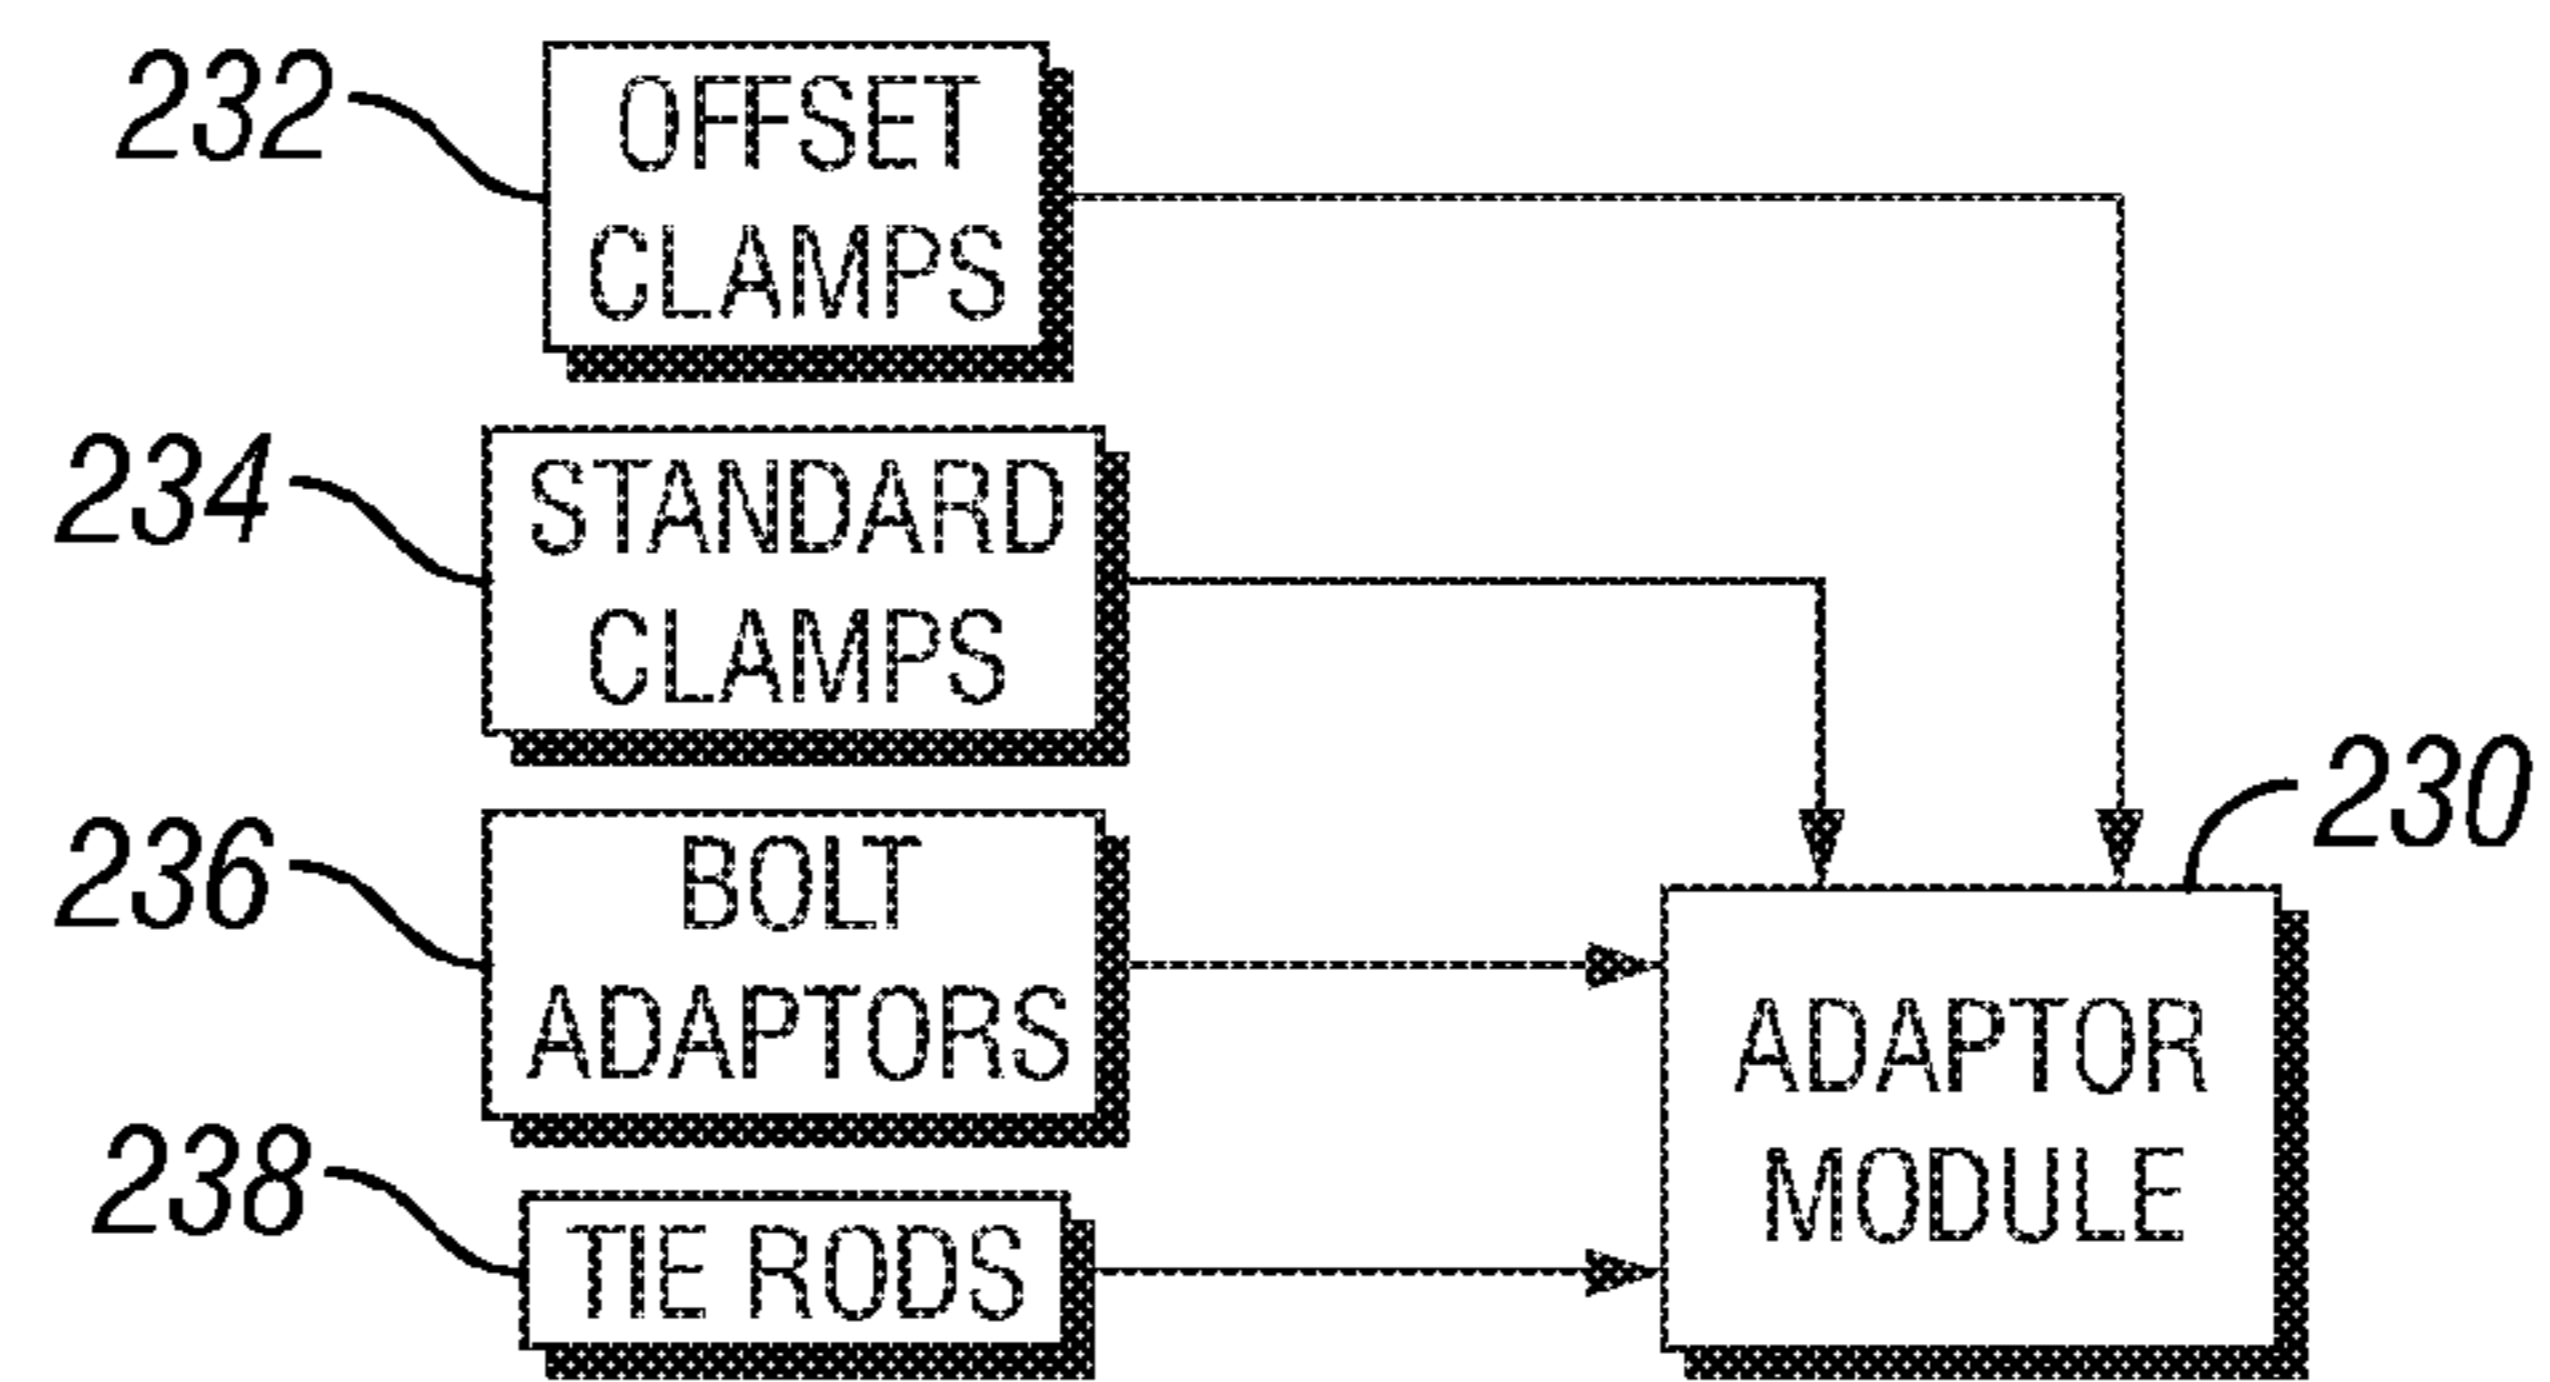 232
OFFSET
CLAMPS
234
STANDARD
CLAMPS
236
BOLT
ADAPTORS
238
TIE RODS
230
ADAPTOR
MODULE